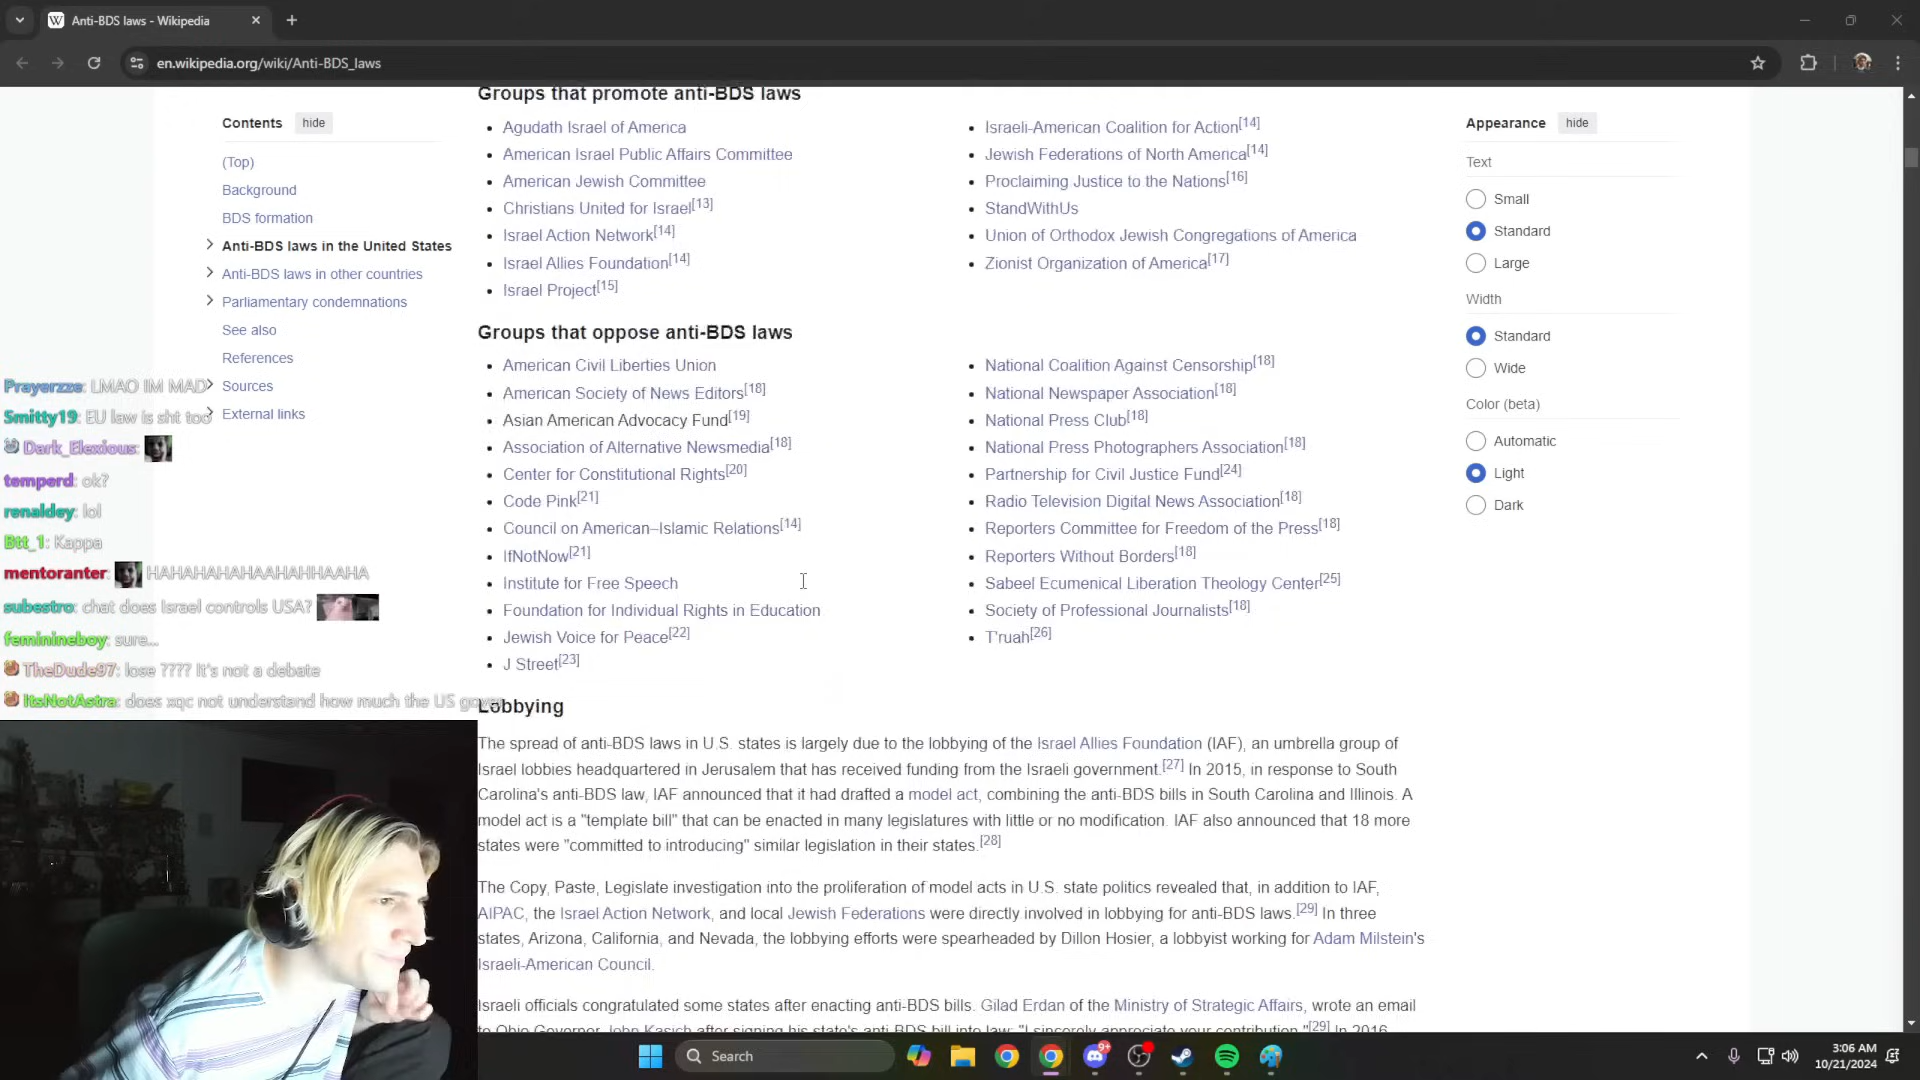 Anti-BDS laws - Wikipedia
en.wikipedia.org/wiki/Anti-BDS_laws
Contents hide
(Top)
Background
BDS formation
Anti-BDS laws in the United States
Anti-BDS laws in other countries
Parliamentary condemnations
See also
References
Sources
External links
Groups that promote anti-BDS laws
Agudath Israel of America
American Israel Public Affairs Committee
American Jewish Committee
Christians United for Israel[13]
Israel Action Network[14]
Israel Allies Foundation[14]
Israel Project[15]
Israeli-American Coalition for Action[14]
Jewish Federations of North America[14]
Proclaiming Justice to the Nations[16]
StandWithUs
Union of Orthodox Jewish Congregations of America
Zionist Organization of America[17]
Groups that oppose anti-BDS laws
American Civil Liberties Union
American Society of News Editors[18]
Asian American Advocacy Fund[19]
Association of Alternative Newsmedia[18]
Center for Constitutional Rights[20]
Code Pink[21]
Council on American–Islamic Relations[14]
IfNotNow[21]
Institute for Free Speech
Foundation for Individual Rights in Education
Jewish Voice for Peace[22]
J Street[23]
National Coalition Against Censorship[18]
National Newspaper Association[18]
National Press Club[18]
National Press Photographers Association[18]
Partnership for Civil Justice Fund[24]
Radio Television Digital News Association[18]
Reporters Committee for Freedom of the Press[18]
Reporters Without Borders[18]
Sabeel Ecumenical Liberation Theology Center[25]
Society of Professional Journalists[18]
T'ruah[26]
Lobbying
The spread of anti-BDS laws in U.S. states is largely due to the lobbying of the Israel Allies Foundation (IAF), an umbrella group of
Israel lobbies headquartered in Jerusalem that has received funding from the Israeli government.[27] In 2015, in response to South
Carolina's anti-BDS law, IAF announced that it had drafted a model act, combining the anti-BDS bills in South Carolina and Illinois. A
model act is a "template bill" that can be enacted in many legislatures with little or no modification. IAF also announced that 18 more
states were "committed to introducing" similar legislation in their states.[28]
The Copy, Paste, Legislate investigation into the proliferation of model acts in U.S. state politics revealed that, in addition to IAF,
AIPAC, the Israel Action Network, and local Jewish Federations were directly involved in lobbying for anti-BDS laws.[29] In three
states, Arizona, California, and Nevada, the lobbying efforts were spearheaded by Dillon Hosier, a lobbyist working for Adam Milstein's
Israeli-American Council.
Israeli officials congratulated some states after enacting anti-BDS bills. Gilad Erdan of the Ministry of Strategic Affairs, wrote an email
to Ohio Governor John Kasich after signing his state's anti-BDS bill into law: "I sincerely appreciate your contribution."[29] In 2016
Appearance hide
Text
Small
Standard
Large
Width
Standard
Wide
Color (beta)
Automatic
Light
Dark
Prayerzze: LMAO IM MAD
Smitty19: EU law is sht too
Dark_Elexious:
temperd: ok?
renaldey: lol
Btt_1: Kappa
mentoranter: HAHAHAHAHAAHAHHAAHA
subestro: chat does Israel controls USA?
feminineboy: sure...
TheDude97: lose ???? It's not a debate
ItsNotAstra: does xqc not understand how much the US gover
Search
9+
3:06 AM
10/21/2024